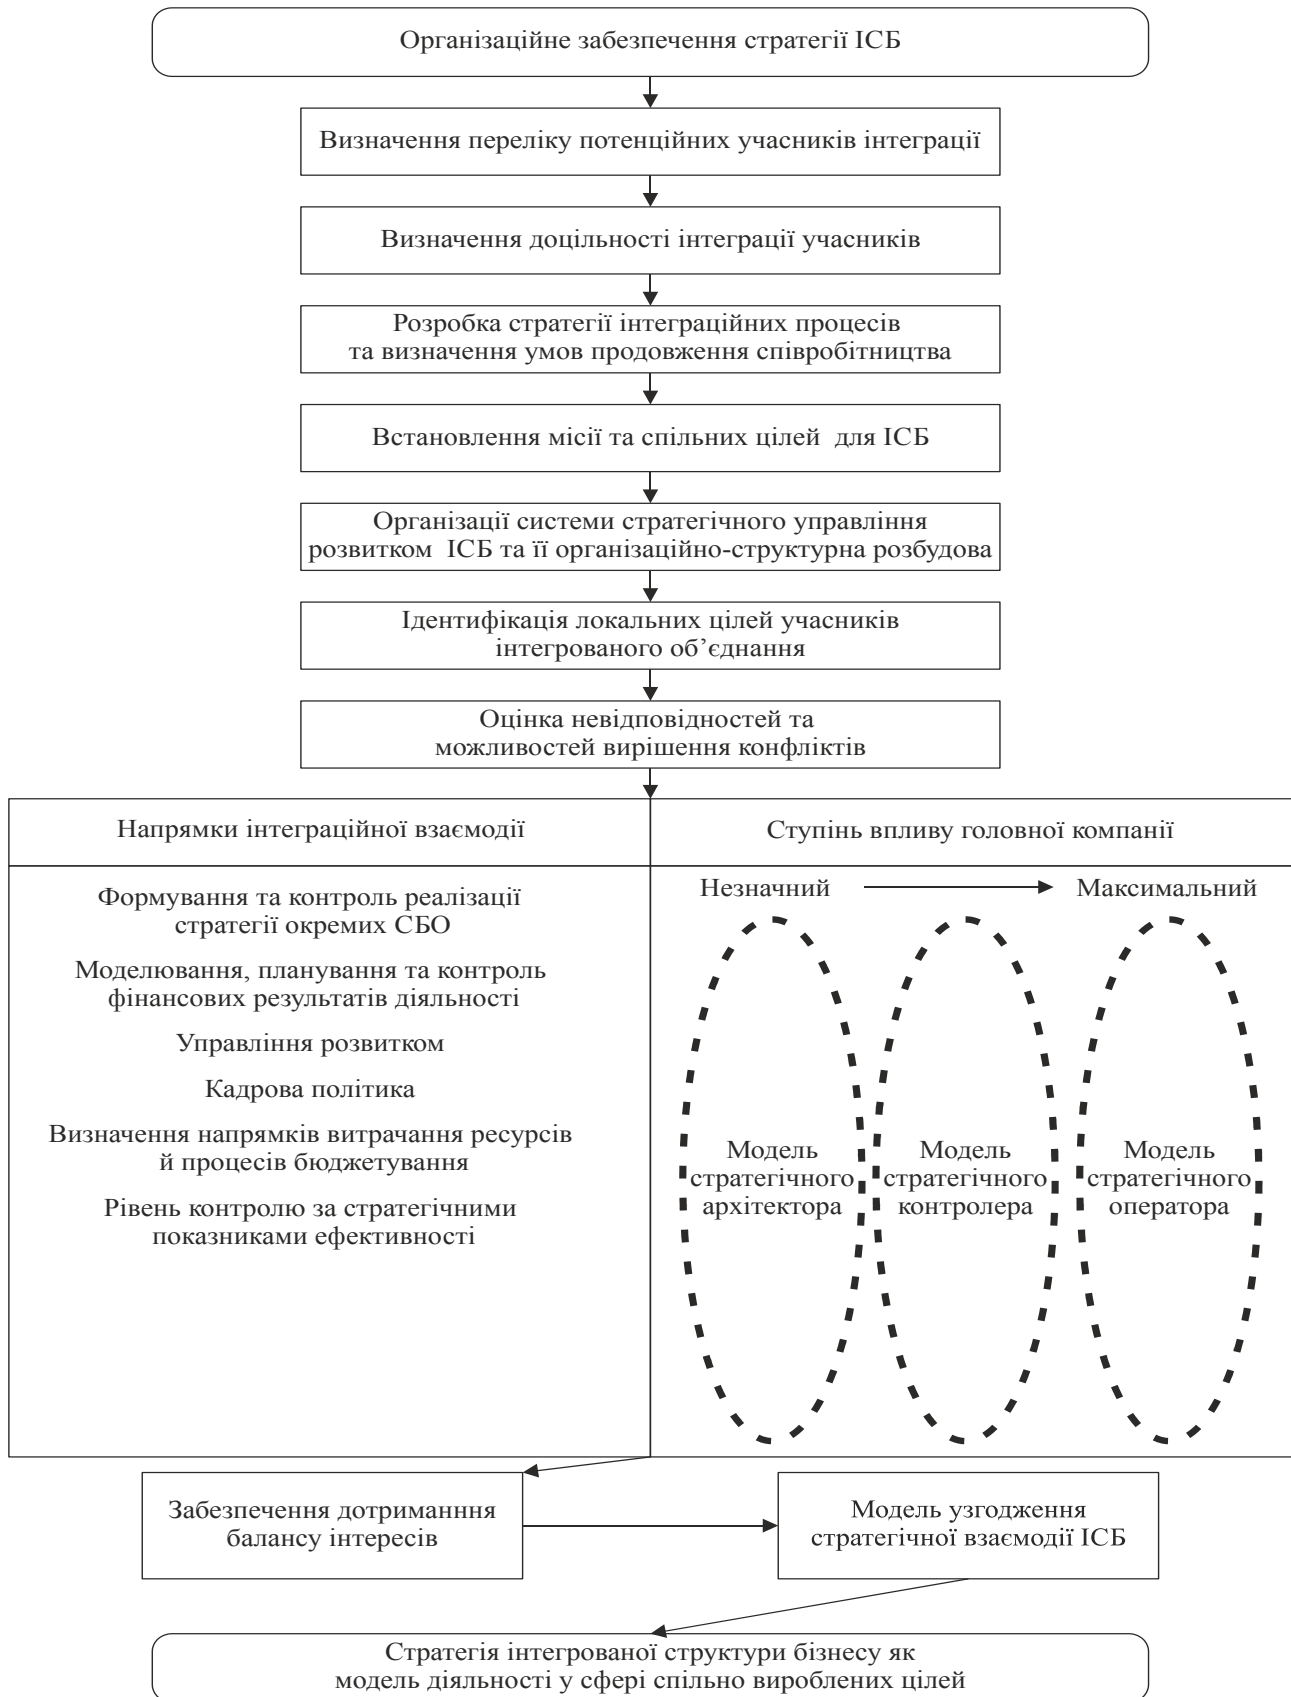 Організаційне забезпечення стратегії ІСБ
Визначення переліку потенційних учасників інтеграції
Визначення доцільності інтеграції учасників
Розробка стратегії інтеграційних процесів
та визначення умов продовження співробітництва
Встановлення місії та спільних цілей для ІСБ
Організації системи стратегічного управління
розвитком ІСБ та її організаційно-структурна розбудова
Ідентифікація локальних цілей учасників
інтегрованого об’єднання
Оцінка невідповідностей та
можливостей вирішення конфліктів
Напрямки інтеграційної взаємодії
Ступінь впливу головної компанії
Формування та контроль реалізації
стратегії окремих СБО
Моделювання, планування та контроль
фінансових результатів діяльності
Управління розвитком
Кадрова політика
Визначення напрямків витрачання ресурсів
й процесів бюджетування
Рівень контролю за стратегічними
показниками ефективності
Незначний
Максимальний
Модель
стратегічного
архітектора
Модель
стратегічного
контролера
Модель
стратегічного
оператора
Забезпечення дотриманння
балансу інтересів
Модель узгодження
стратегічної взаємодії ІСБ
Стратегія інтегрованої структури бізнесу як
модель діяльності у сфері спільно вироблених цілей